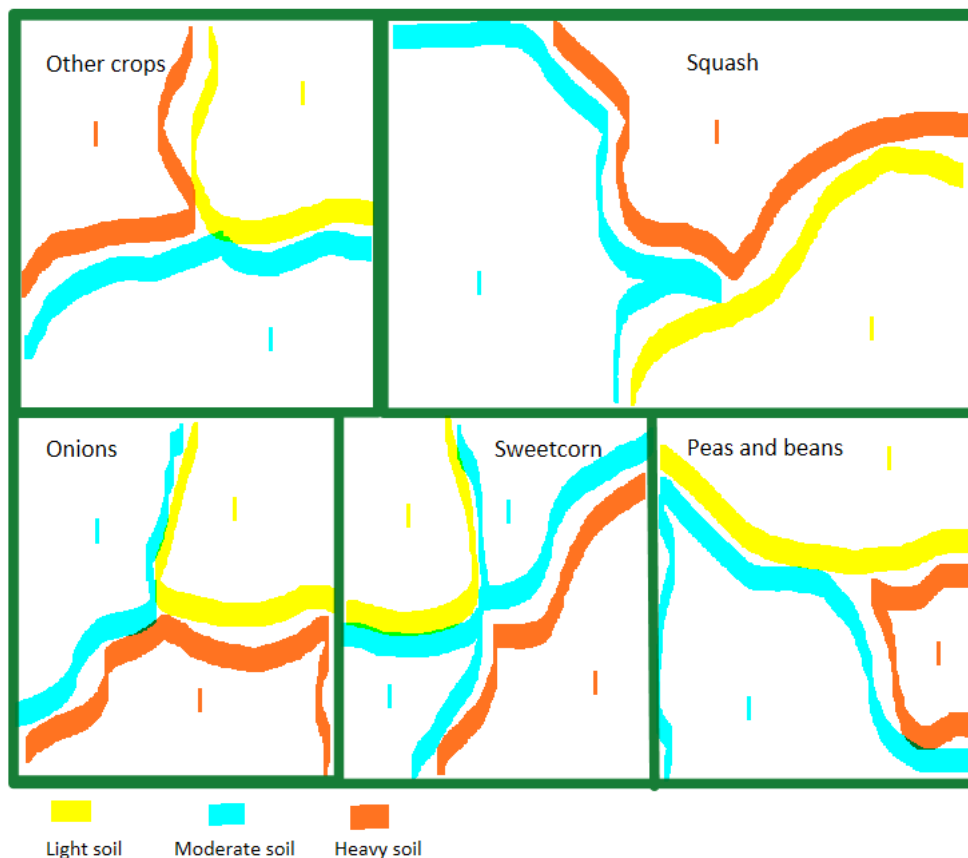 Other crops
Squash
Onions
Sweetcorn
Peas and beans
Light soil
Moderate soil
Heavy soil